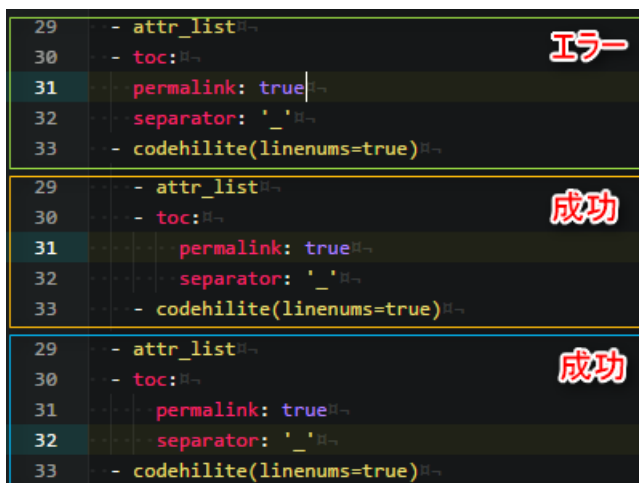 29 - attr_list
エラー
30 - toc:
31 permalink: true
32 separator: '_'
33 - codehilite(linenums=true)
29 - attr_list
成功
30 - toc:
31 permalink: true
32 separator: '_'
33 - codehilite(linenums=true)
29 - attr_list
成功
30 - toc:
31 permalink: true
32 separator: '_'
33 - codehilite(linenums=true)